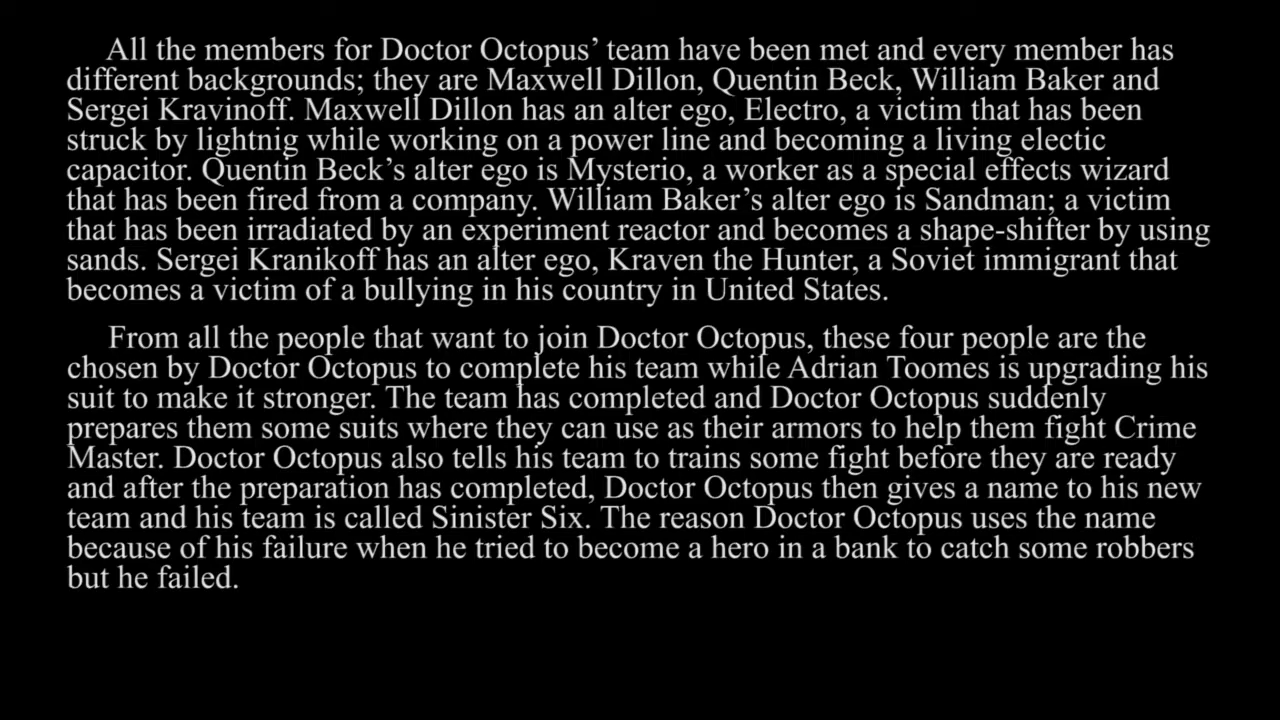 All the members for Doctor Octopus’ team have been met and every member has
different backgrounds; they are Maxwell Dillon, Quentin Beck, William Baker and
Sergei Kravinoff. Maxwell Dillon has an alter ego, Electro, a victim that has been
struck by lightnig while working on a power line and becoming a living electic
capacitor. Quentin Beck’s alter ego is Mysterio, a worker as a special effects wizard
that has been fired from a company. William Baker’s alter ego is Sandman; a victim
that has been irradiated by an experiment reactor and becomes a shape-shifter by using
sands. Sergei Kranikoff has an alter ego, Kraven the Hunter, a Soviet immigrant that
becomes a victim of a bullying in his country in United States.
From all the people that want to join Doctor Octopus, these four people are the
chosen by Doctor Octopus to complete his team while Adrian Toomes is upgrading his
suit to make it stronger. The team has completed and Doctor Octopus suddenly
prepares them some suits where they can use as their armors to help them fight Crime
Master. Doctor Octopus also tells his team to trains some fight before they are ready
and after the preparation has completed, Doctor Octopus then gives a name to his new
team and his team is called Sinister Six. The reason Doctor Octopus uses the name
because of his failure when he tried to become a hero in a bank to catch some robbers
but he failed.